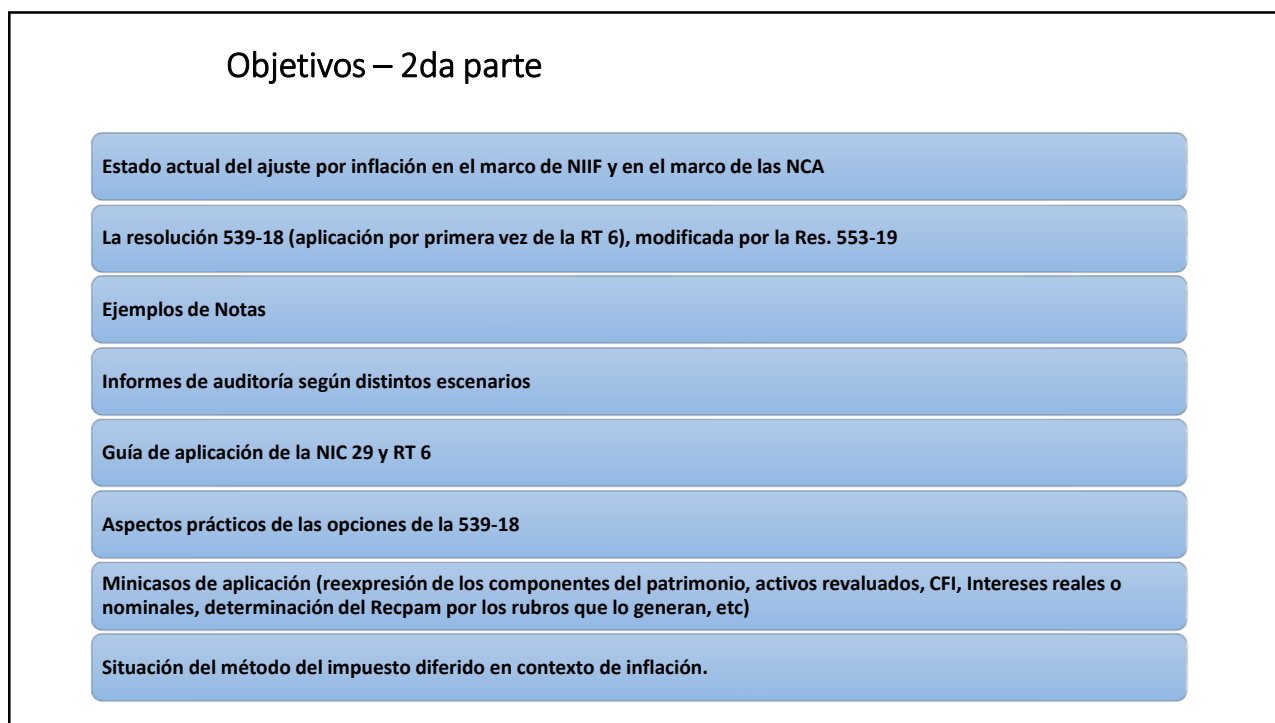 Objetivos – 2da parte
Estado actual del ajuste por inflación en el marco de NIIF y en el marco de las NCA
La resolución 539-18 (aplicación por primera vez de la RT 6), modificada por la Res. 553-19
Ejemplos de Notas
Informes de auditoría según distintos escenarios
Guía de aplicación de la NIC 29 y RT 6
Aspectos prácticos de las opciones de la 539-18
Minicasos de aplicación (reexpresión de los componentes del patrimonio, activos revaluados, CFI, Intereses reales o
nominales, determinación del Recpam por los rubros que lo generan, etc)
Situación del método del impuesto diferido en contexto de inflación.